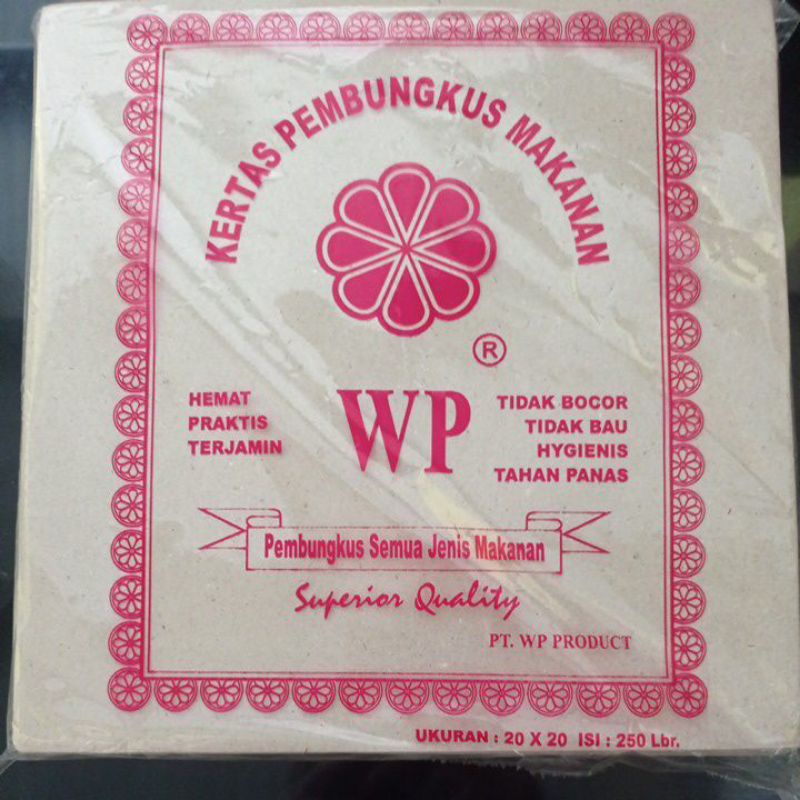 KERTAS PEMBUNGKUS MAKANAN
®
WP
HEMAT
PRAKTIS
TERJAMIN
TIDAK BOCOR
TIDAK BAU
HYGIENIS
TAHAN PANAS
Pembungkus Semua Jenis Makanan
Superior Quality
PT. WP PRODUCT
UKURAN : 20 X 20 ISI : 250 Lbr.